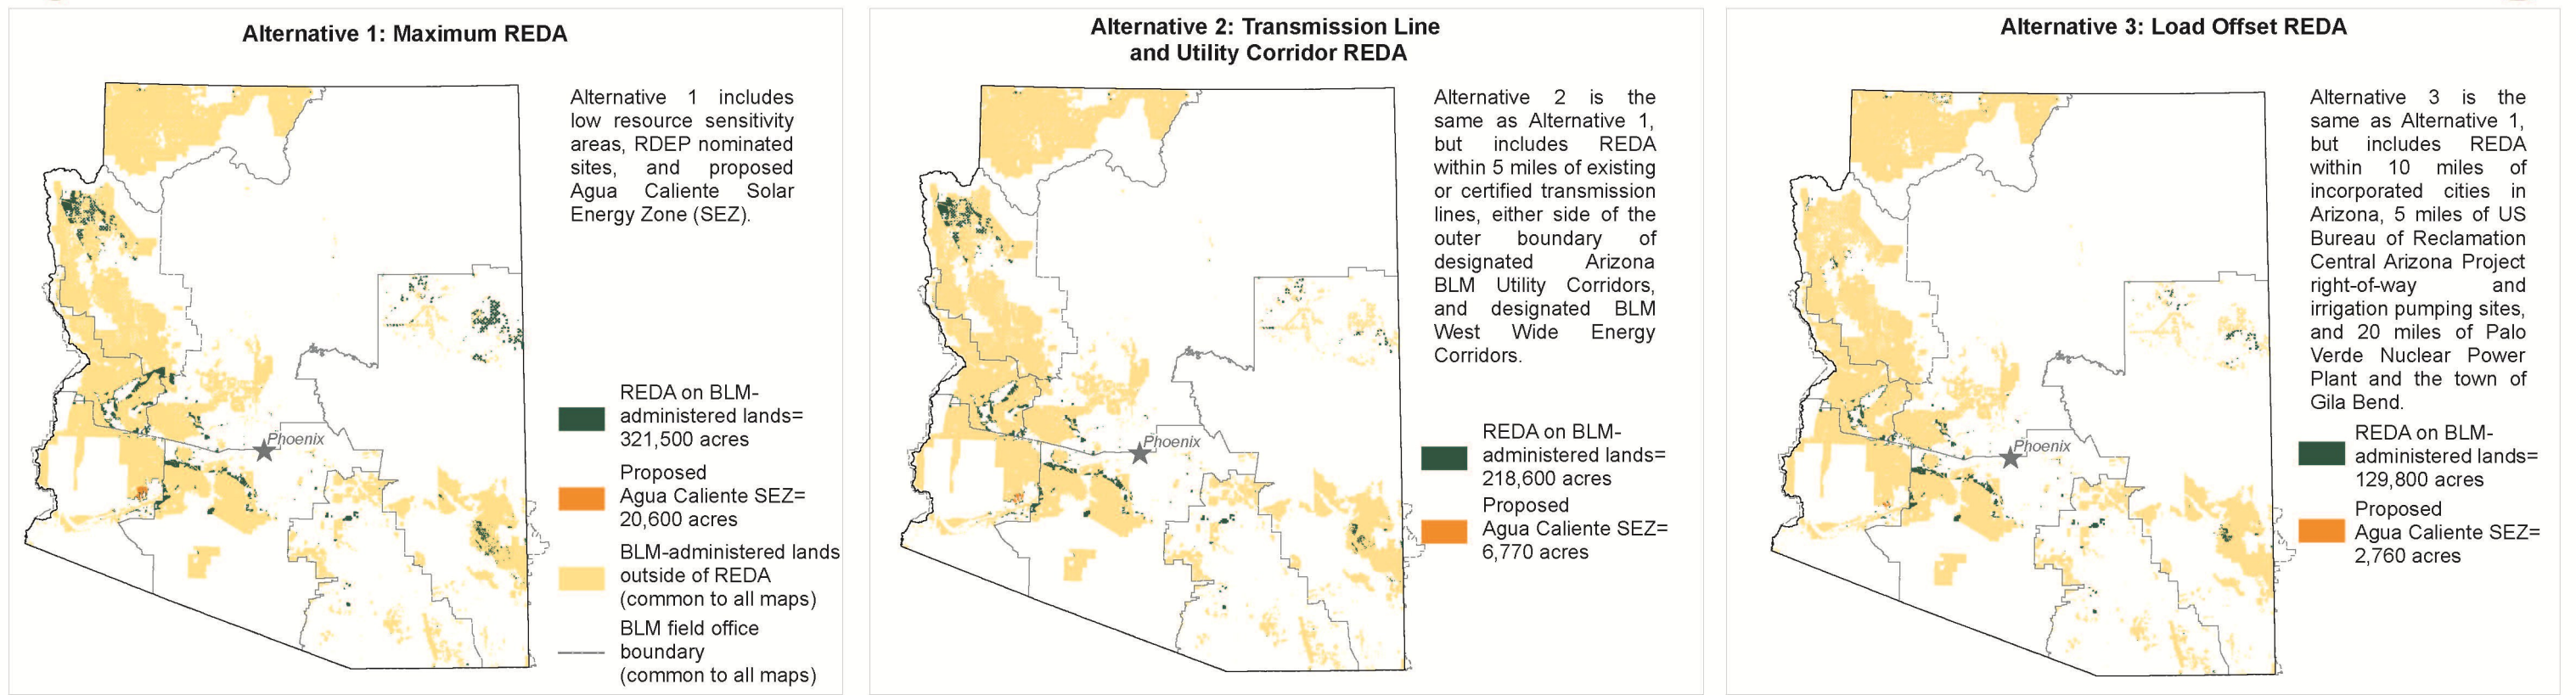 Alternative 1: Maximum REDA
Alternative 1 includes
low resource sensitivity
areas, RDEP nominated
sites, and proposed
Agua Caliente Solar
Energy Zone (SEZ).
REDA on BLM-
administered lands=
321,500 acres
Proposed
Agua Caliente SEZ=
20,600 acres
BLM-administered lands
outside of REDA
(common to all maps)
BLM field office
boundary
(common to all maps)
Phoenix
Alternative 2: Transmission Line
and Utility Corridor REDA
Alternative 2 is the
same as Alternative 1,
but includes REDA
within 5 miles of existing
or certified transmission
lines, either side of the
outer boundary of
designated Arizona
BLM Utility Corridors,
and designated BLM
West Wide Energy
Corridors.
REDA on BLM-
administered lands=
218,600 acres
Proposed
Agua Caliente SEZ=
6,770 acres
Phoenix
Alternative 3: Load Offset REDA
Alternative 3 is the
same as Alternative 1,
but includes REDA
within 10 miles of
incorporated cities in
Arizona, 5 miles of US
Bureau of Reclamation
Central Arizona Project
right-of-way and
irrigation pumping sites,
and 20 miles of Palo
Verde Nuclear Power
Plant and the town of
Gila Bend.
REDA on BLM-
administered lands=
129,800 acres
Proposed
Agua Caliente SEZ=
2,760 acres
Phoenix